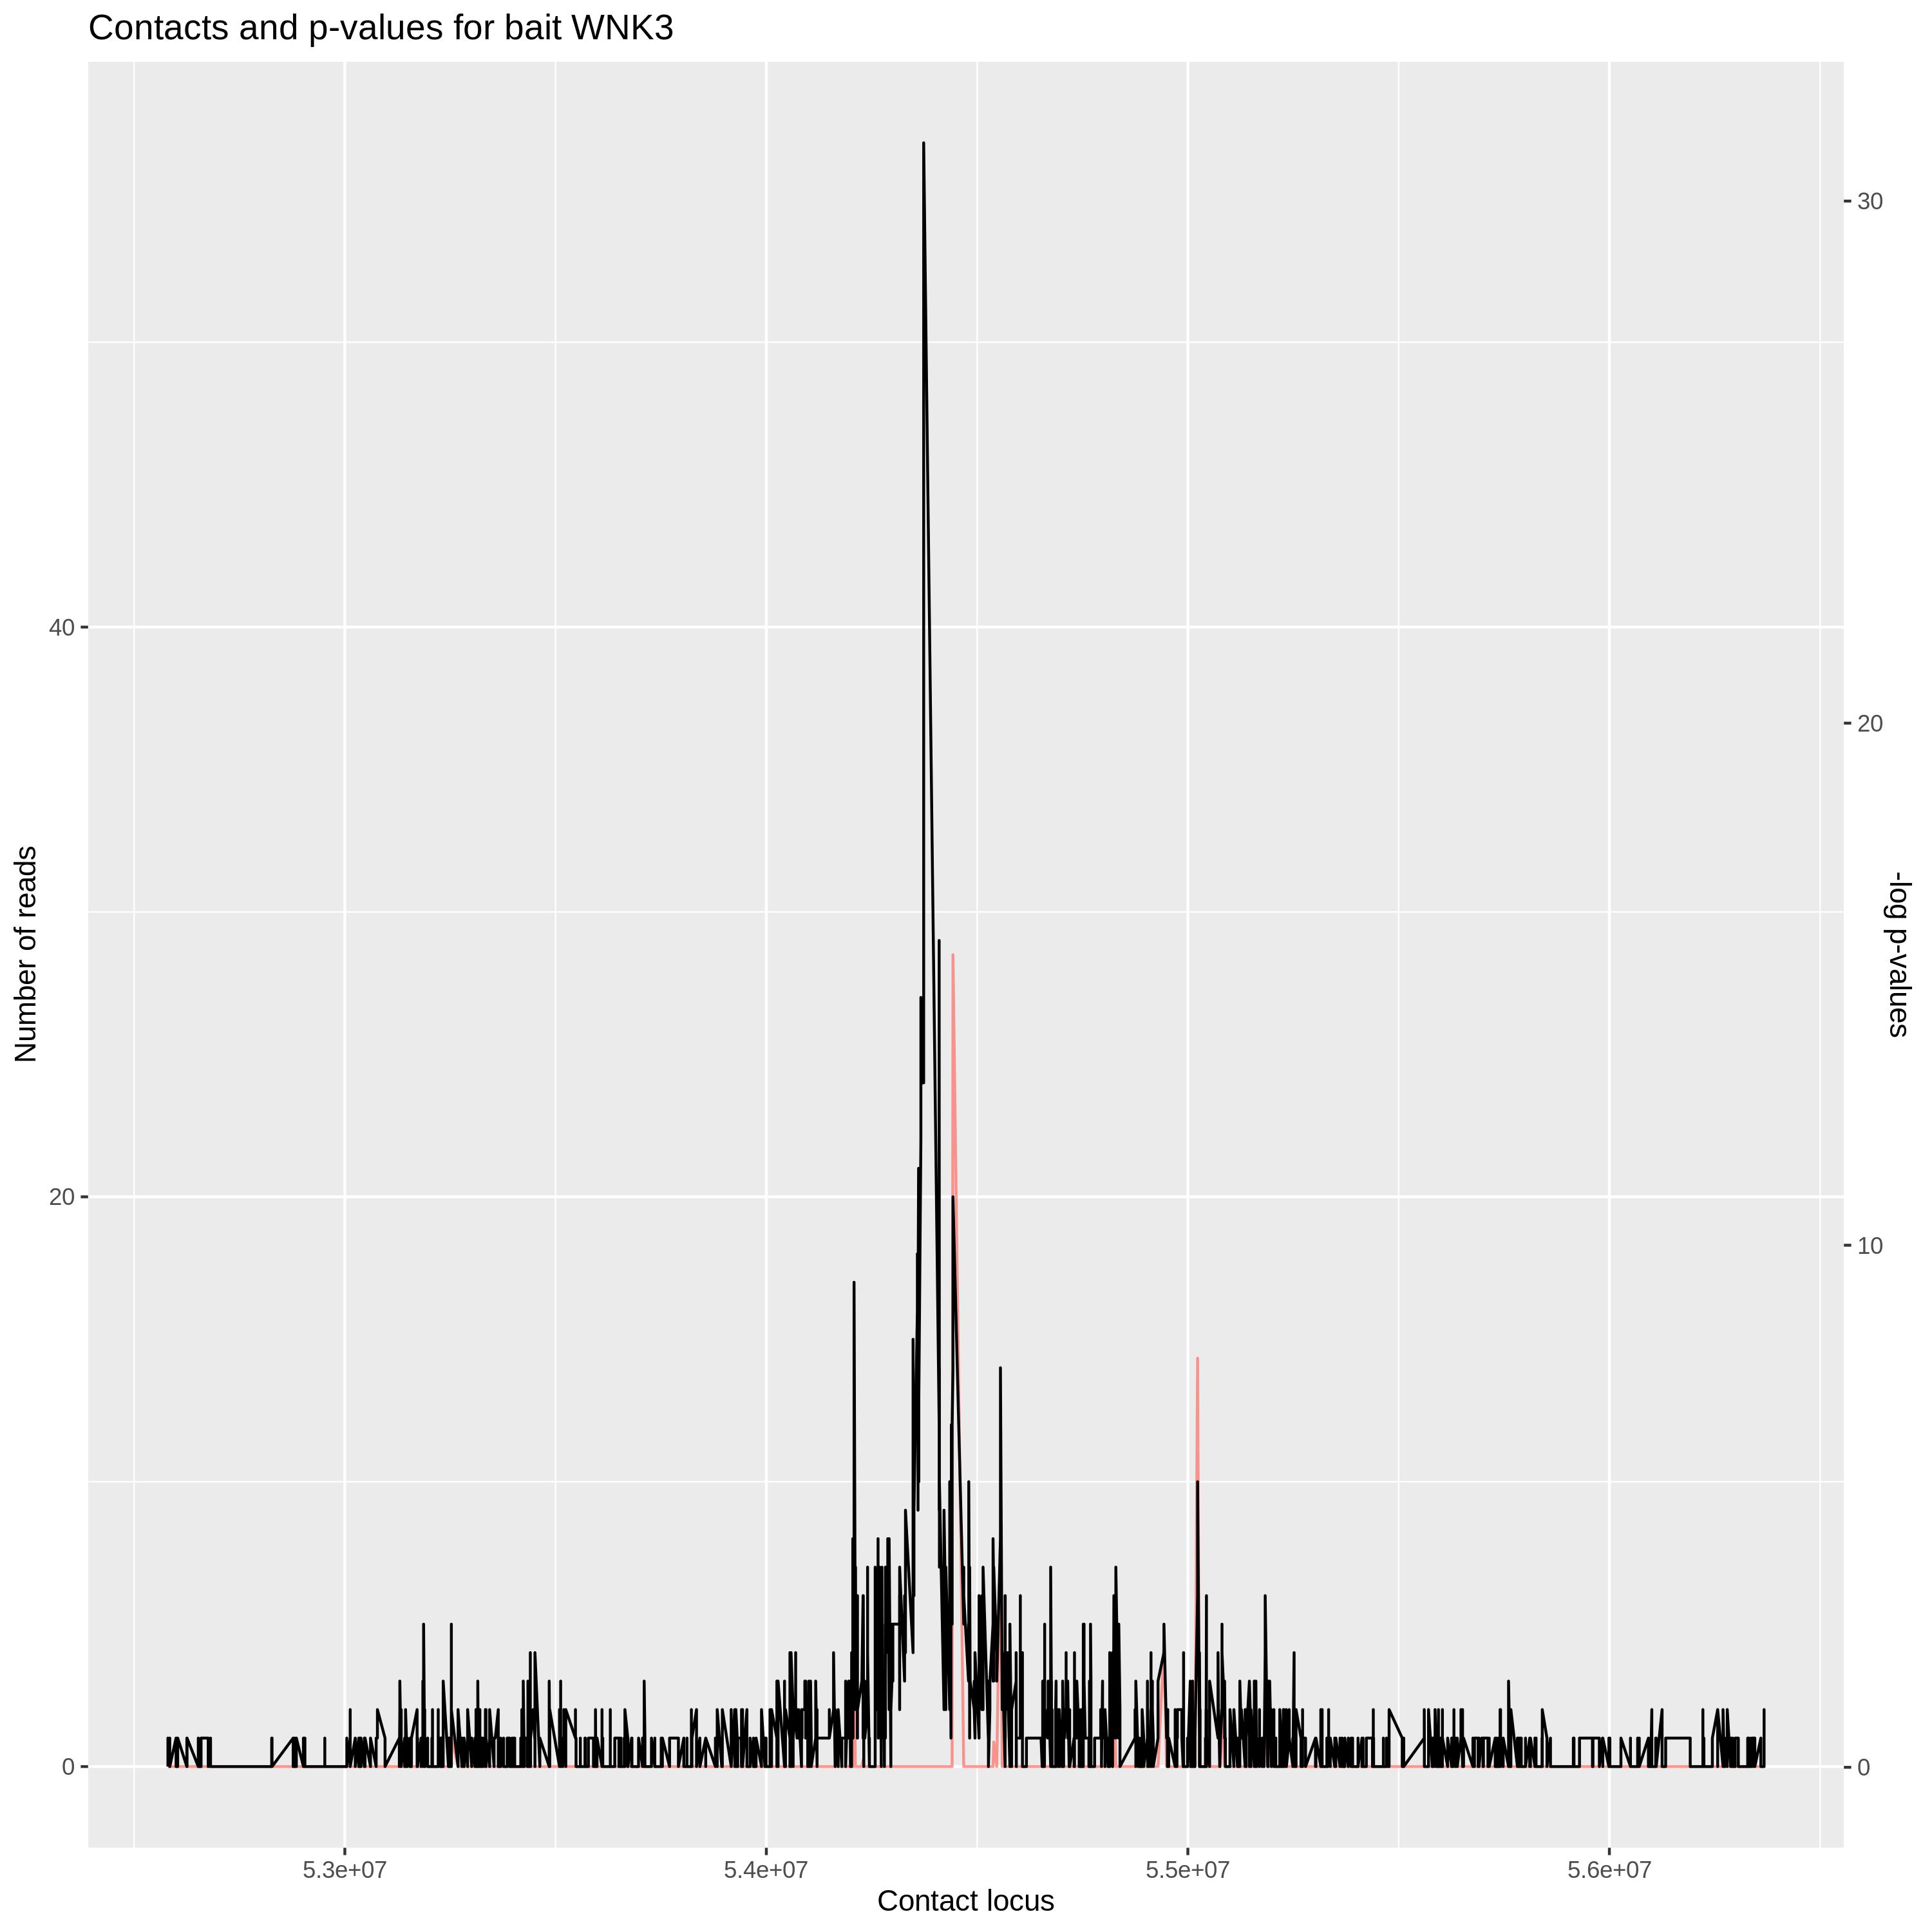 Contacts and p-values for bait WNK3
30
40
20
Number of reads
-log p-values
20
10
0
0
5.3e+07
5.4e+07
5.5e+07
5.6e+07
Contact locus